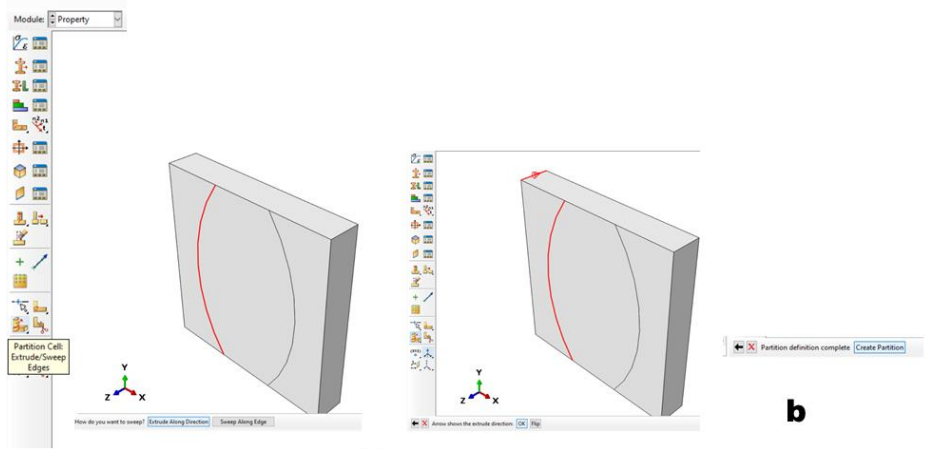 Module: Property
Partition Cell:
Extrude/Sweep
Edges
Y
Z X
How do you want to sweep? Extrude Along Direction Sweep Along Edge
Y
Z X
Arrow shows the extrude direction: OK Flip
Partition definition complete Create Partition
b